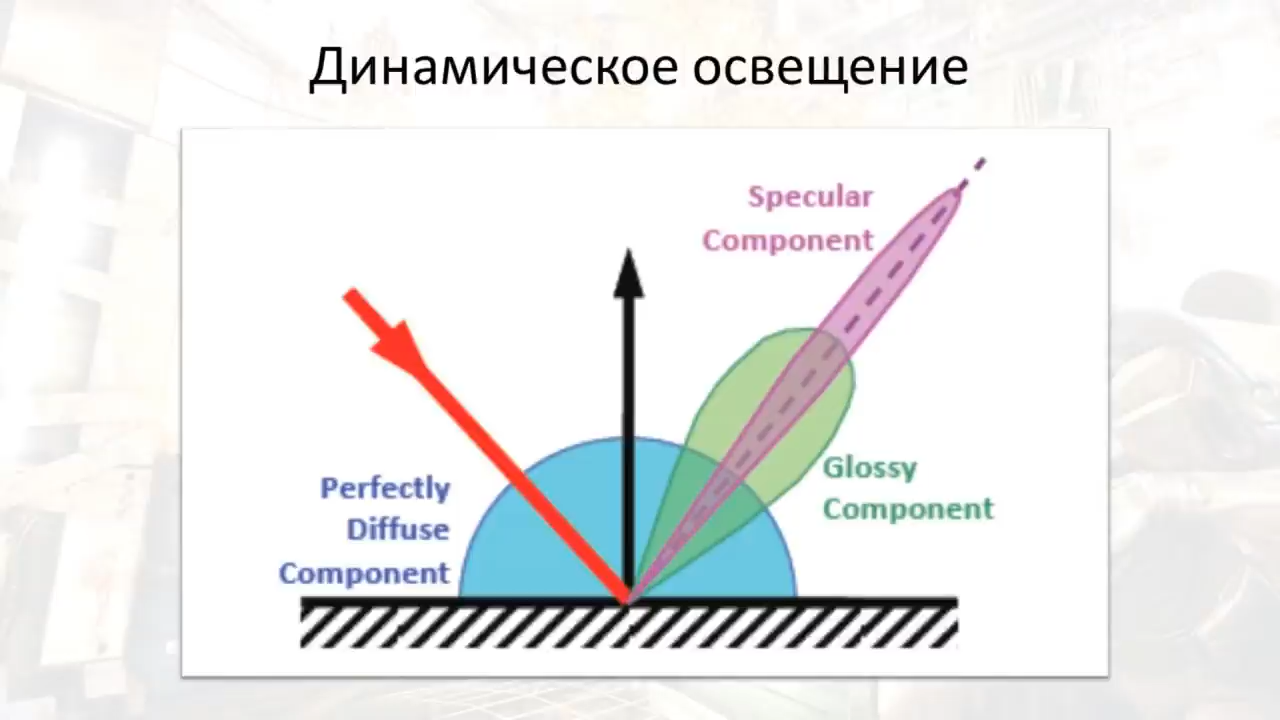 Динамическое освещение
Specular
Component
Glossy
Component
Perfectly
Diffuse
Component